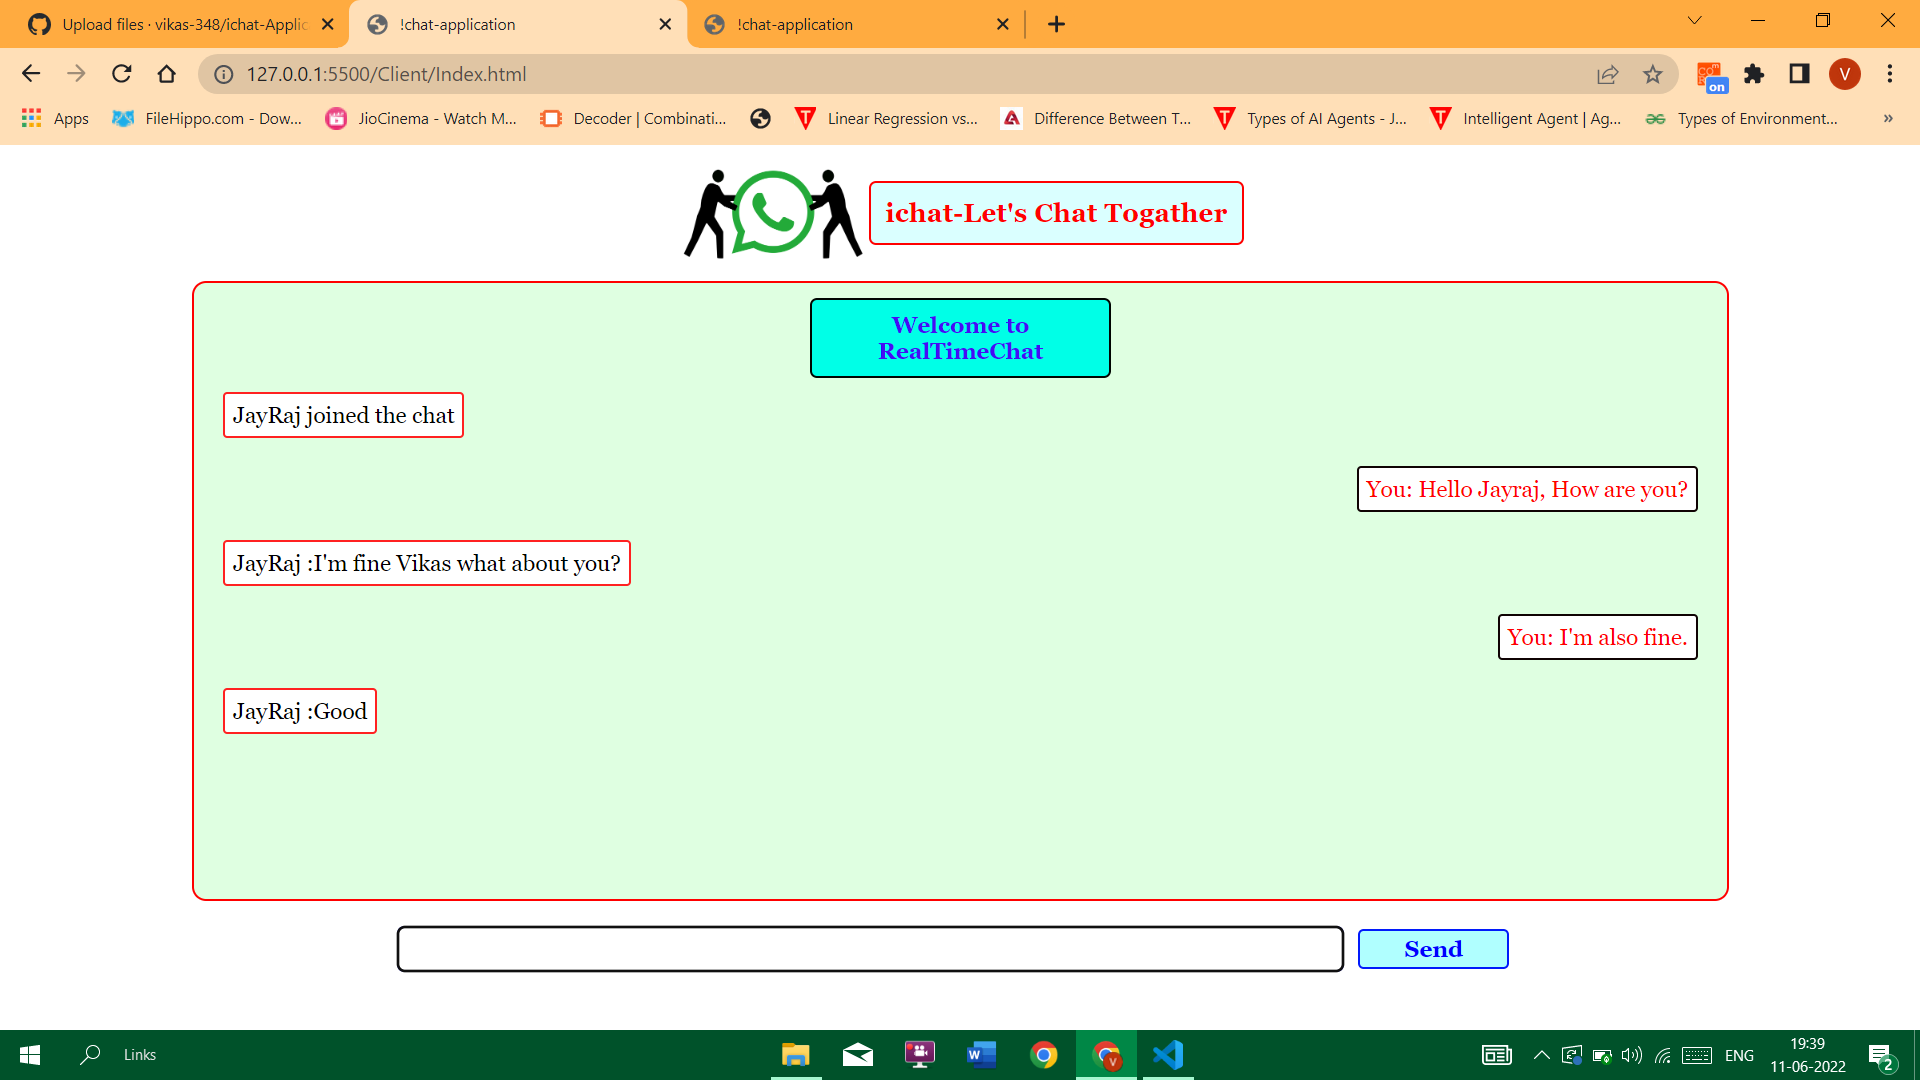 Upload files · vikas-348/ichat-Applic
!chat-application
!chat-application
127.0.0.1:5500/Client/Index.html
V
on
Apps
FileHippo.com - Dow...
JioCinema - Watch M...
Decoder | Combinati...
Linear Regression vs...
Difference Between T...
Types of AI Agents - J...
Intelligent Agent | Ag...
Types of Environment...
»
ichat-Let's Chat Togather
Welcome to
RealTimeChat
JayRaj joined the chat
You: Hello Jayraj, How are you?
JayRaj :I'm fine Vikas what about you?
You: I'm also fine.
JayRaj :Good
Send
Links
ENG
19:39
11-06-2022
2